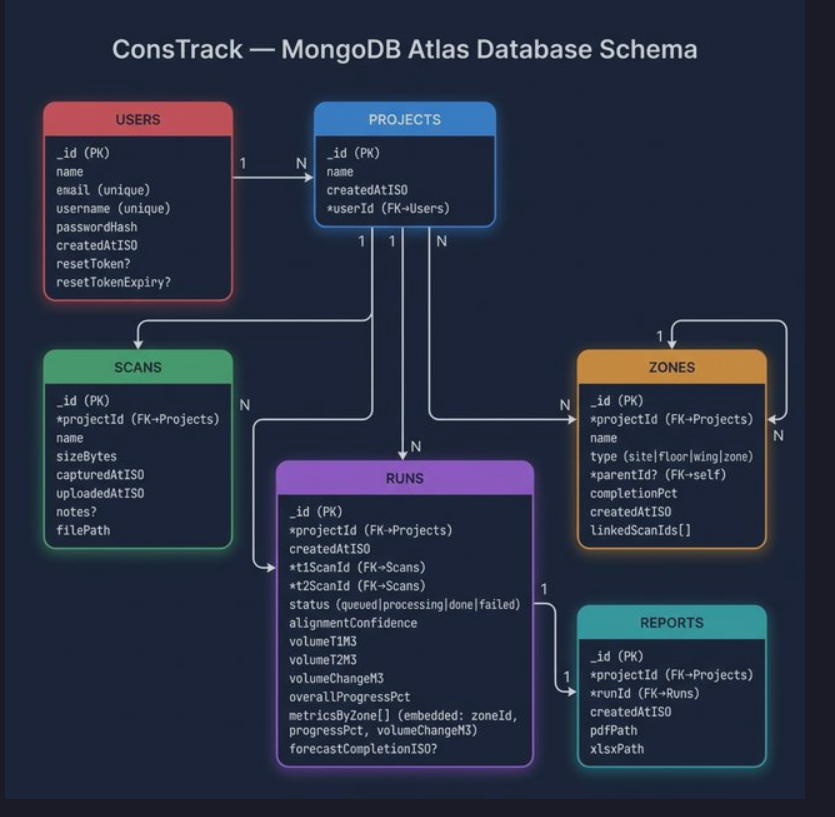 ConsTrack — MongoDB Atlas Database Schema
USERS
_id (PK)
name
email (unique)
username (unique)
passwordHash
createdAtISO
resetToken?
resetTokenExpiry?
1
N
PROJECTS
_id (PK)
name
createdAtISO
*userId (FK→Users)
1
1
N
SCANS
_id (PK)
*projectId (FK→Projects)
name
sizeBytes
capturedAtISO
uploadedAtISO
notes?
filePath
N
N
RUNS
_id (PK)
*projectId (FK→Projects)
createdAtISO
*t1ScanId (FK→Scans)
*t2ScanId (FK→Scans)
status (queued|processing|done|failed)
alignmentConfidence
volumeT1M3
volumeT2M3
volumeChangeM3
overallProgressPct
metricsByZone[] (embedded: zoneId,
progressPct, volumeChangeM3)
forecastCompletionISO?
1
N
ZONES
_id (PK)
*projectId (FK→Projects)
name
type (site|floor|wing|zone)
*parentId? (FK→self)
completionPct
createdAtISO
linkedScanIds[]
N
1
1
REPORTS
_id (PK)
*projectId (FK→Projects)
*runId (FK→Runs)
createdAtISO
pdfPath
xlsxPath